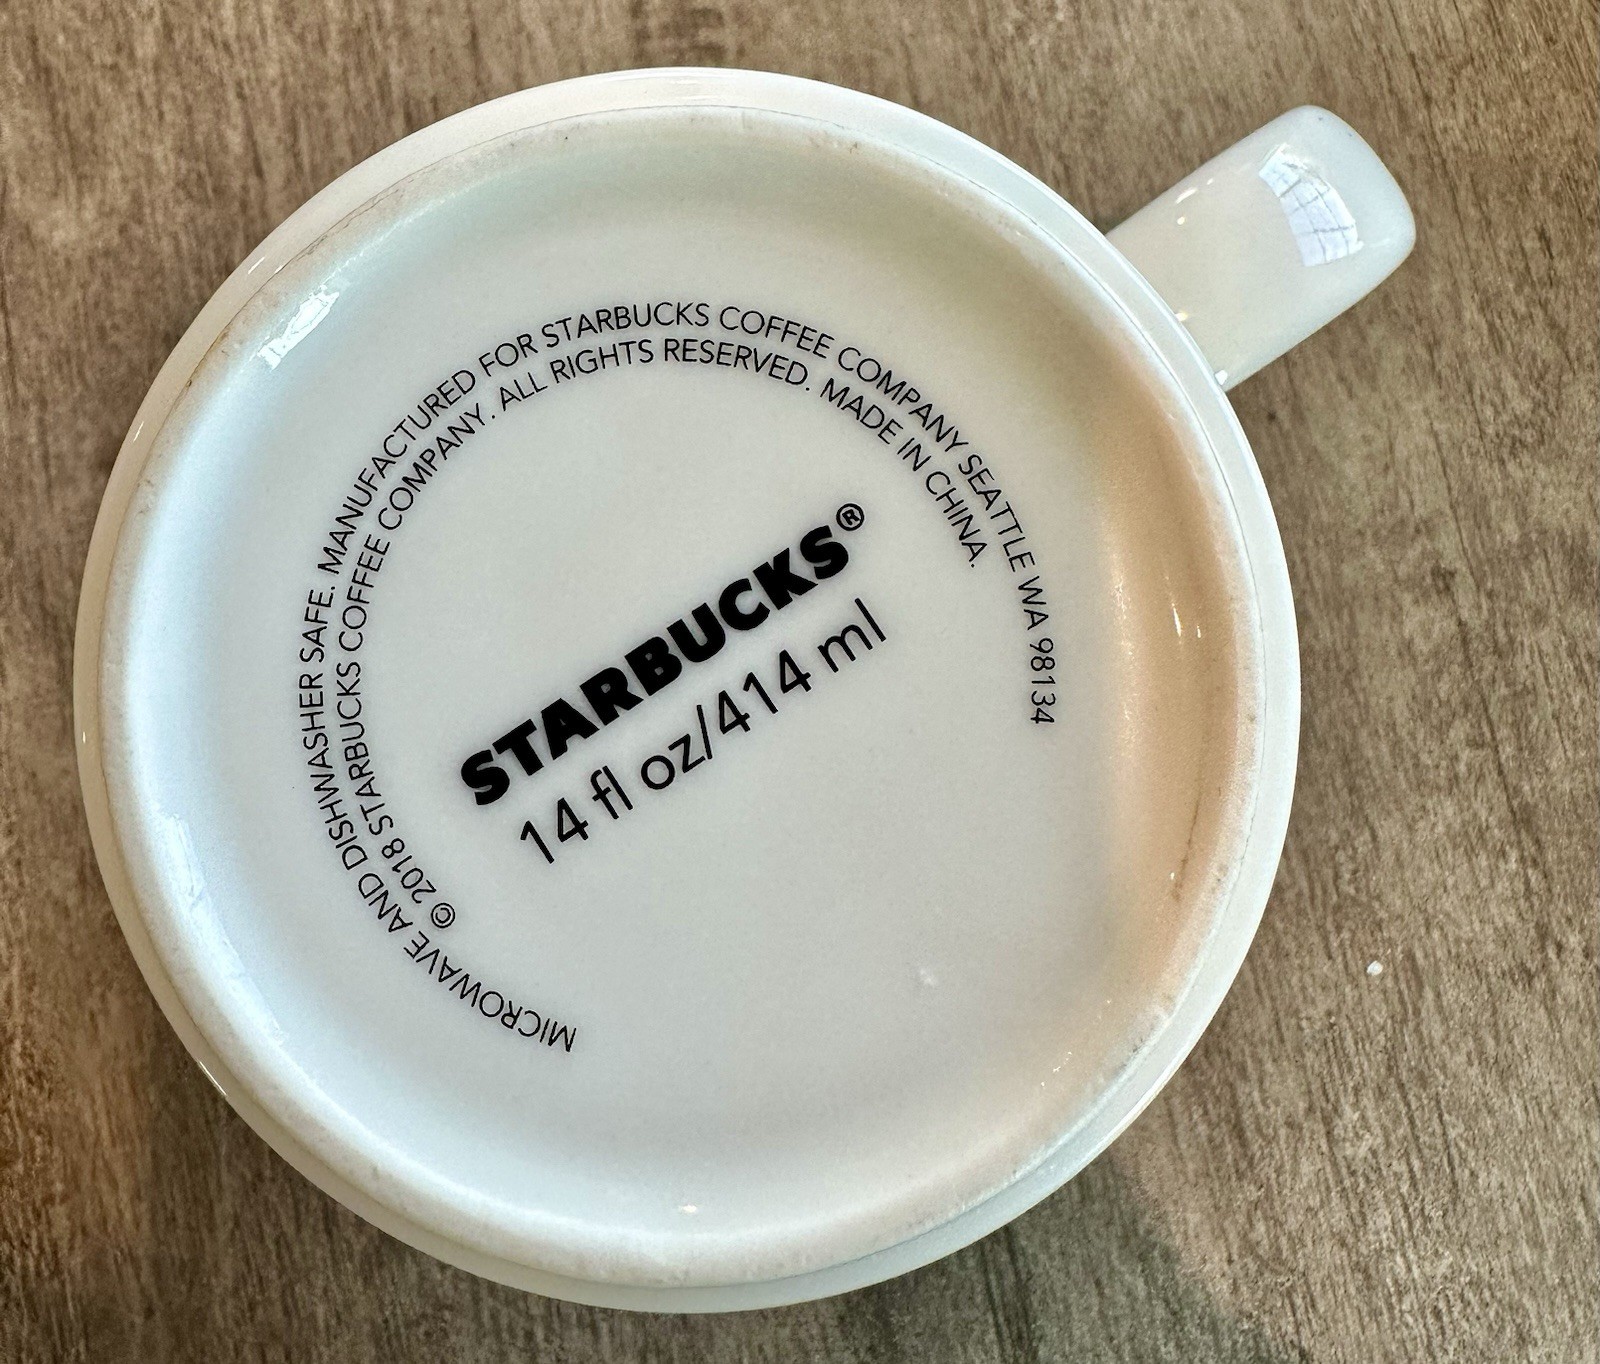 MICROWAVE AND DISHWASHER SAFE. MANUFACTURED FOR STARBUCKS COFFEE COMPANY SEATTLE WA 98134
© 2018 STARBUCKS COFFEE COMPANY. ALL RIGHTS RESERVED. MADE IN CHINA.
STARBUCKS®
14 fl oz/414 ml